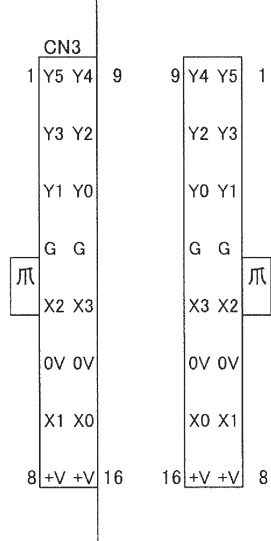 CN3
1 Y5 Y4 9 9 Y4 Y5 1
Y3 Y2 Y2 Y3
Y1 Y0 Y0 Y1
G G G G
爪 爪
X2 X3 X3 X2
0V 0V 0V 0V
X1 X0 X0 X1
8 +V +V 16 16 +V +V 8